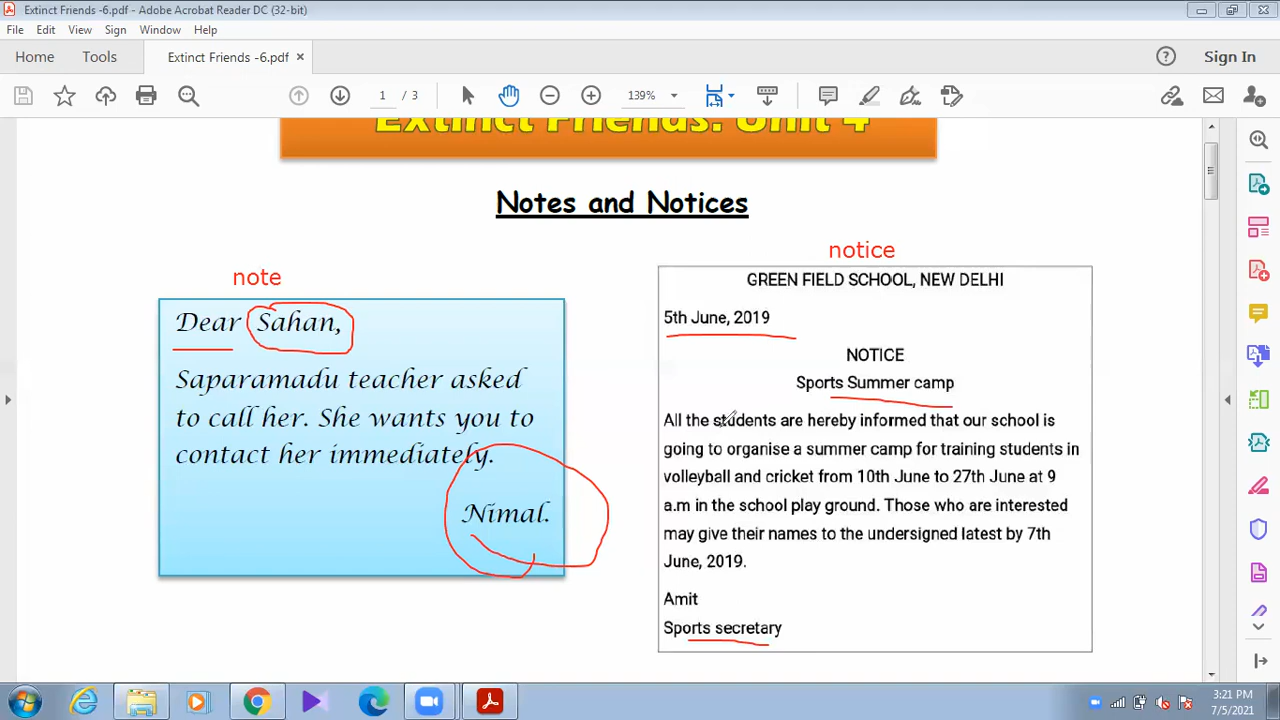 Extinct Friends -6.pdf - Adobe Acrobat Reader DC (32-bit)
File Edit View Sign Window Help
Home Tools Extinct Friends -6.pdf × Sign In
1 / 3 139%
Extinct Friends: Unit 4
Notes and Notices
note
Dear Sahan,
Saparamadu teacher asked
to call her. She wants you to
contact her immediately.
Nimal.
notice
GREEN FIELD SCHOOL, NEW DELHI
5th June, 2019
NOTICE
Sports Summer camp
All the students are hereby informed that our school is
going to organise a summer camp for training students in
volleyball and cricket from 10th June to 27th June at 9
a.m in the school play ground. Those who are interested
may give their names to the undersigned latest by 7th
June, 2019.
Amit
Sports secretary
3:21 PM
7/5/2021